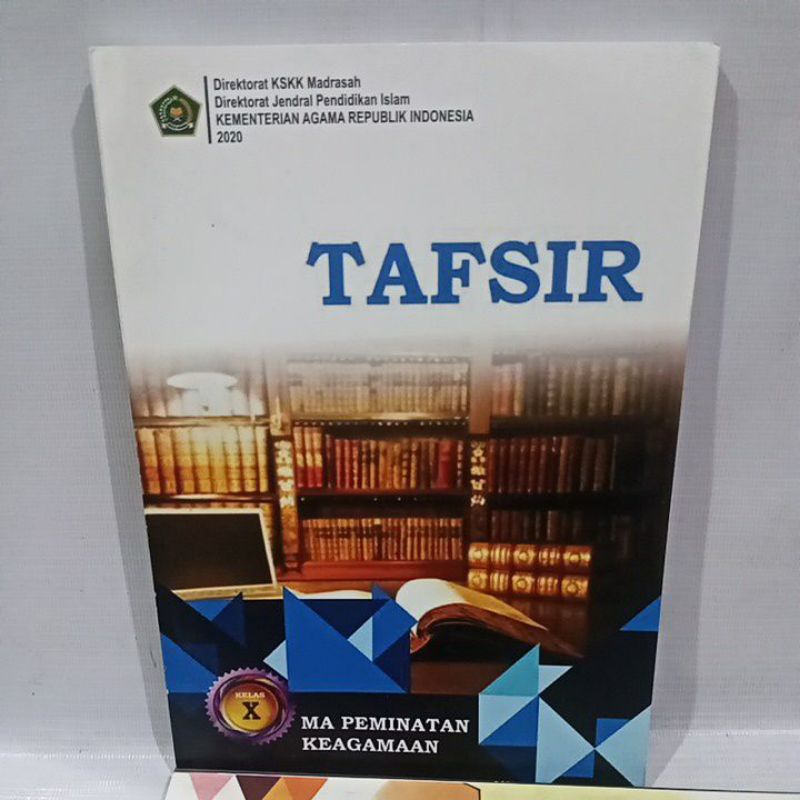 Direktorat KSKK Madrasah
Direktorat Jendral Pendidikan Islam
KEMENTERIAN AGAMA REPUBLIK INDONESIA
2020
TAFSIR
KELAS
X
MA PEMINATAN
KEAGAMAAN